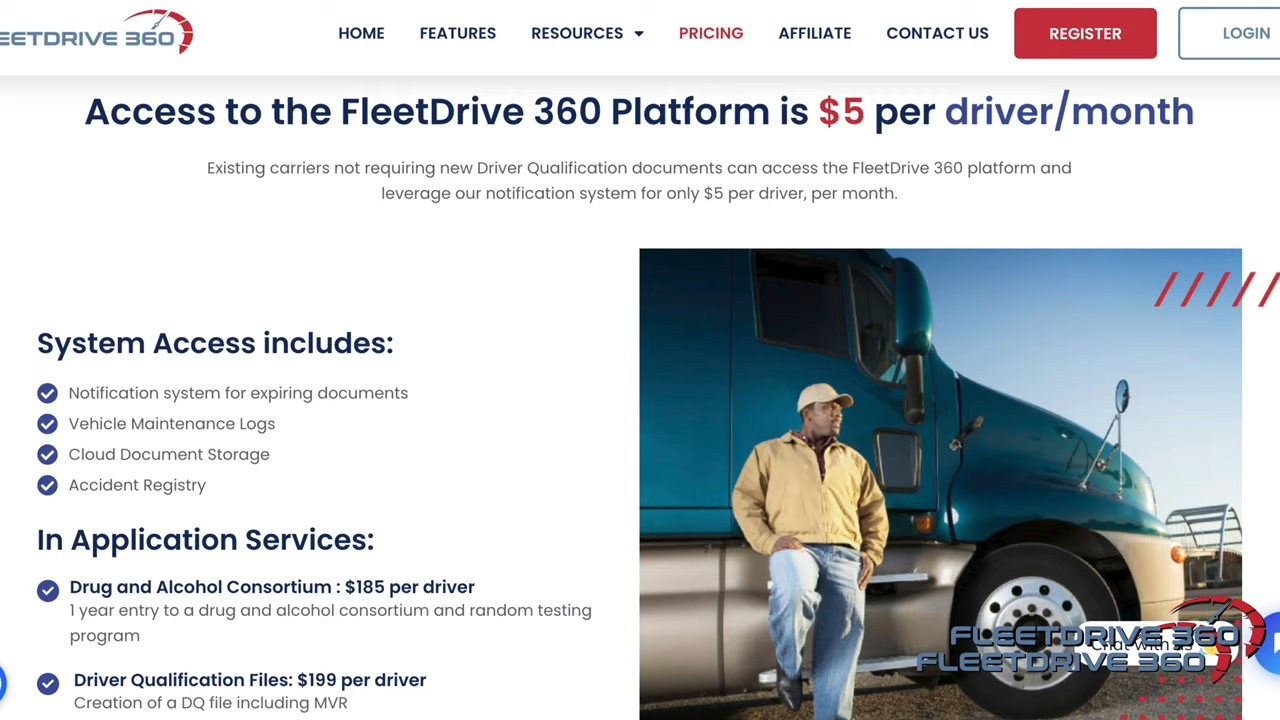 EETDRIVE 360
HOME
FEATURES
RESOURCES
PRICING
AFFILIATE
CONTACT US
REGISTER
LOGIN
Access to the FleetDrive 360 Platform is $5 per driver/month
Existing carriers not requiring new Driver Qualification documents can access the FleetDrive 360 platform and
leverage our notification system for only $5 per driver, per month.
System Access includes:
Notification system for expiring documents
Vehicle Maintenance Logs
Cloud Document Storage
Accident Registry
In Application Services:
Drug and Alcohol Consortium : $185 per driver
1 year entry to a drug and alcohol consortium and random testing
program
Driver Qualification Files: $199 per driver
Creation of a DQ file including MVR
FLEETDRIVE 360
Chat with
FLEETDRIVE 360